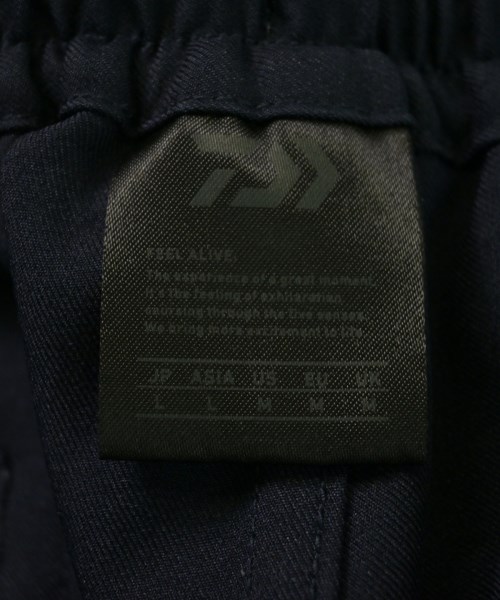 FEEL ALIVE.
The experience of a great moment.
It's the feeling of exhilaration,
coursing through the five senses.
We bring more excitement to life.
JP ASIA US EU UK
L L M M M